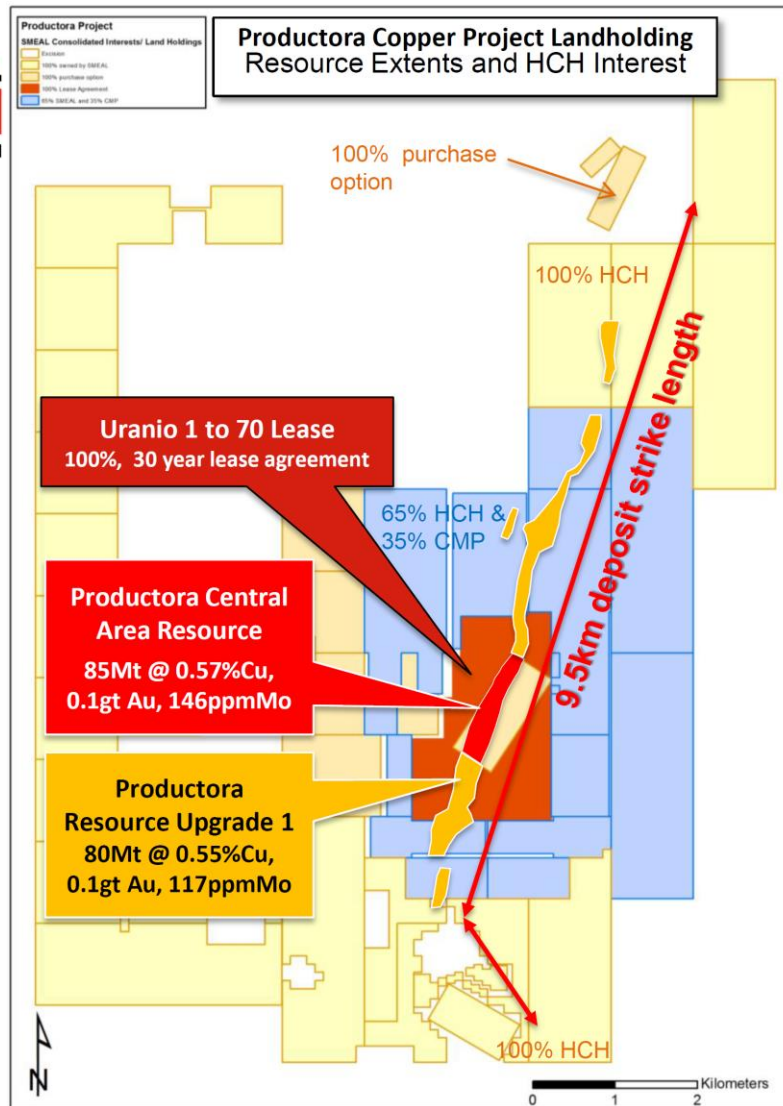 Productora Project
SMEAL Consolidated Interests/ Land Holdings
Excision
100% owned by SMEAL
100% purchase option
100% Lease Agreement
65% SMEAL and 35% CMP
Productora Copper Project Landholding
Resource Extents and HCH Interest
100% purchase
option
100% HCH
9.5km deposit strike length
Uranio 1 to 70 Lease
100%, 30 year lease agreement
65% HCH &
35% CMP
Productora Central
Area Resource
85Mt @ 0.57%Cu,
0.1gt Au, 146ppmMo
Productora
Resource Upgrade 1
80Mt @ 0.55%Cu,
0.1gt Au, 117ppmMo
100% HCH
N
Kilometers
0 1 2